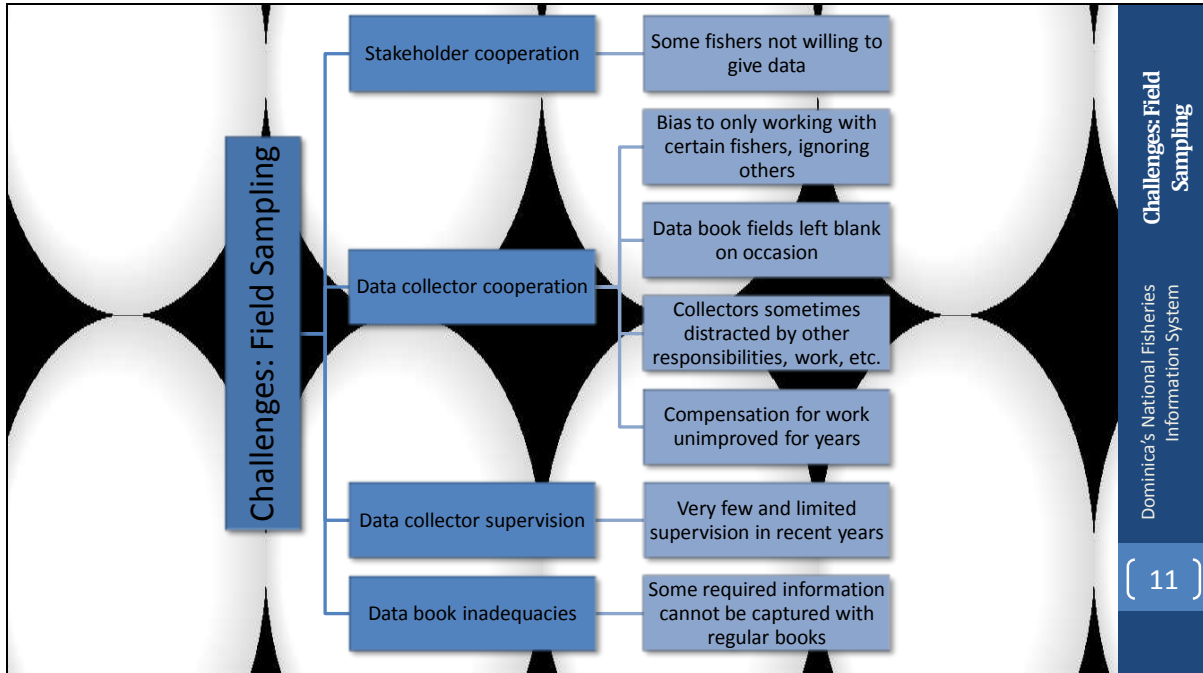 Challenges: Field Sampling
Stakeholder cooperation
Some fishers not willing to
give data
Data collector cooperation
Bias to only working with
certain fishers, ignoring
others
Data book fields left blank
on occasion
Collectors sometimes
distracted by other
responsibilities, work, etc.
Compensation for work
unimproved for years
Data collector supervision
Very few and limited
supervision in recent years
Data book inadequacies
Some required information
cannot be captured with
regular books
Challenges: Field
Sampling
Dominica's National Fisheries
Information System
11